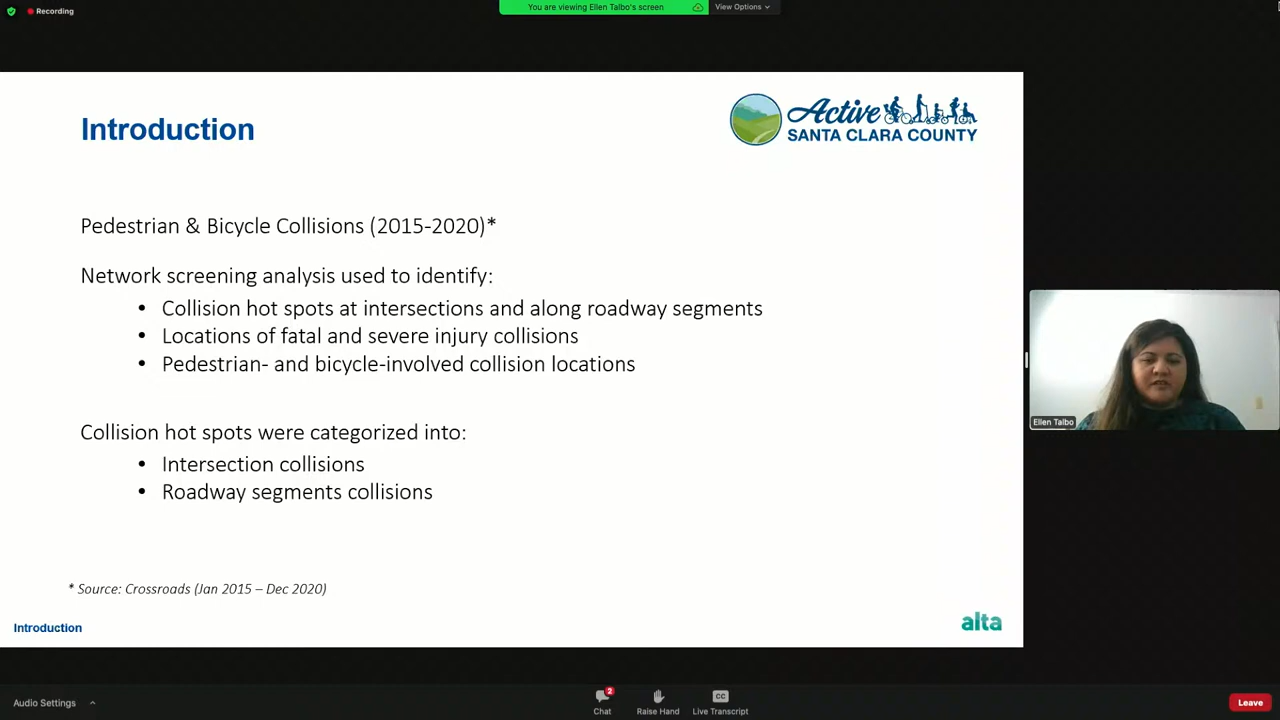 Recording
You are viewing Ellen Talbo's screen
View Options
Introduction
Active
SANTA CLARA COUNTY
Pedestrian & Bicycle Collisions (2015-2020)*
Network screening analysis used to identify:
• Collision hot spots at intersections and along roadway segments
• Locations of fatal and severe injury collisions
• Pedestrian- and bicycle-involved collision locations
Collision hot spots were categorized into:
• Intersection collisions
• Roadway segments collisions
* Source: Crossroads (Jan 2015 – Dec 2020)
Introduction
alta
Ellen Talbo
Audio Settings
2
Chat
Raise Hand
CC
Live Transcript
Leave